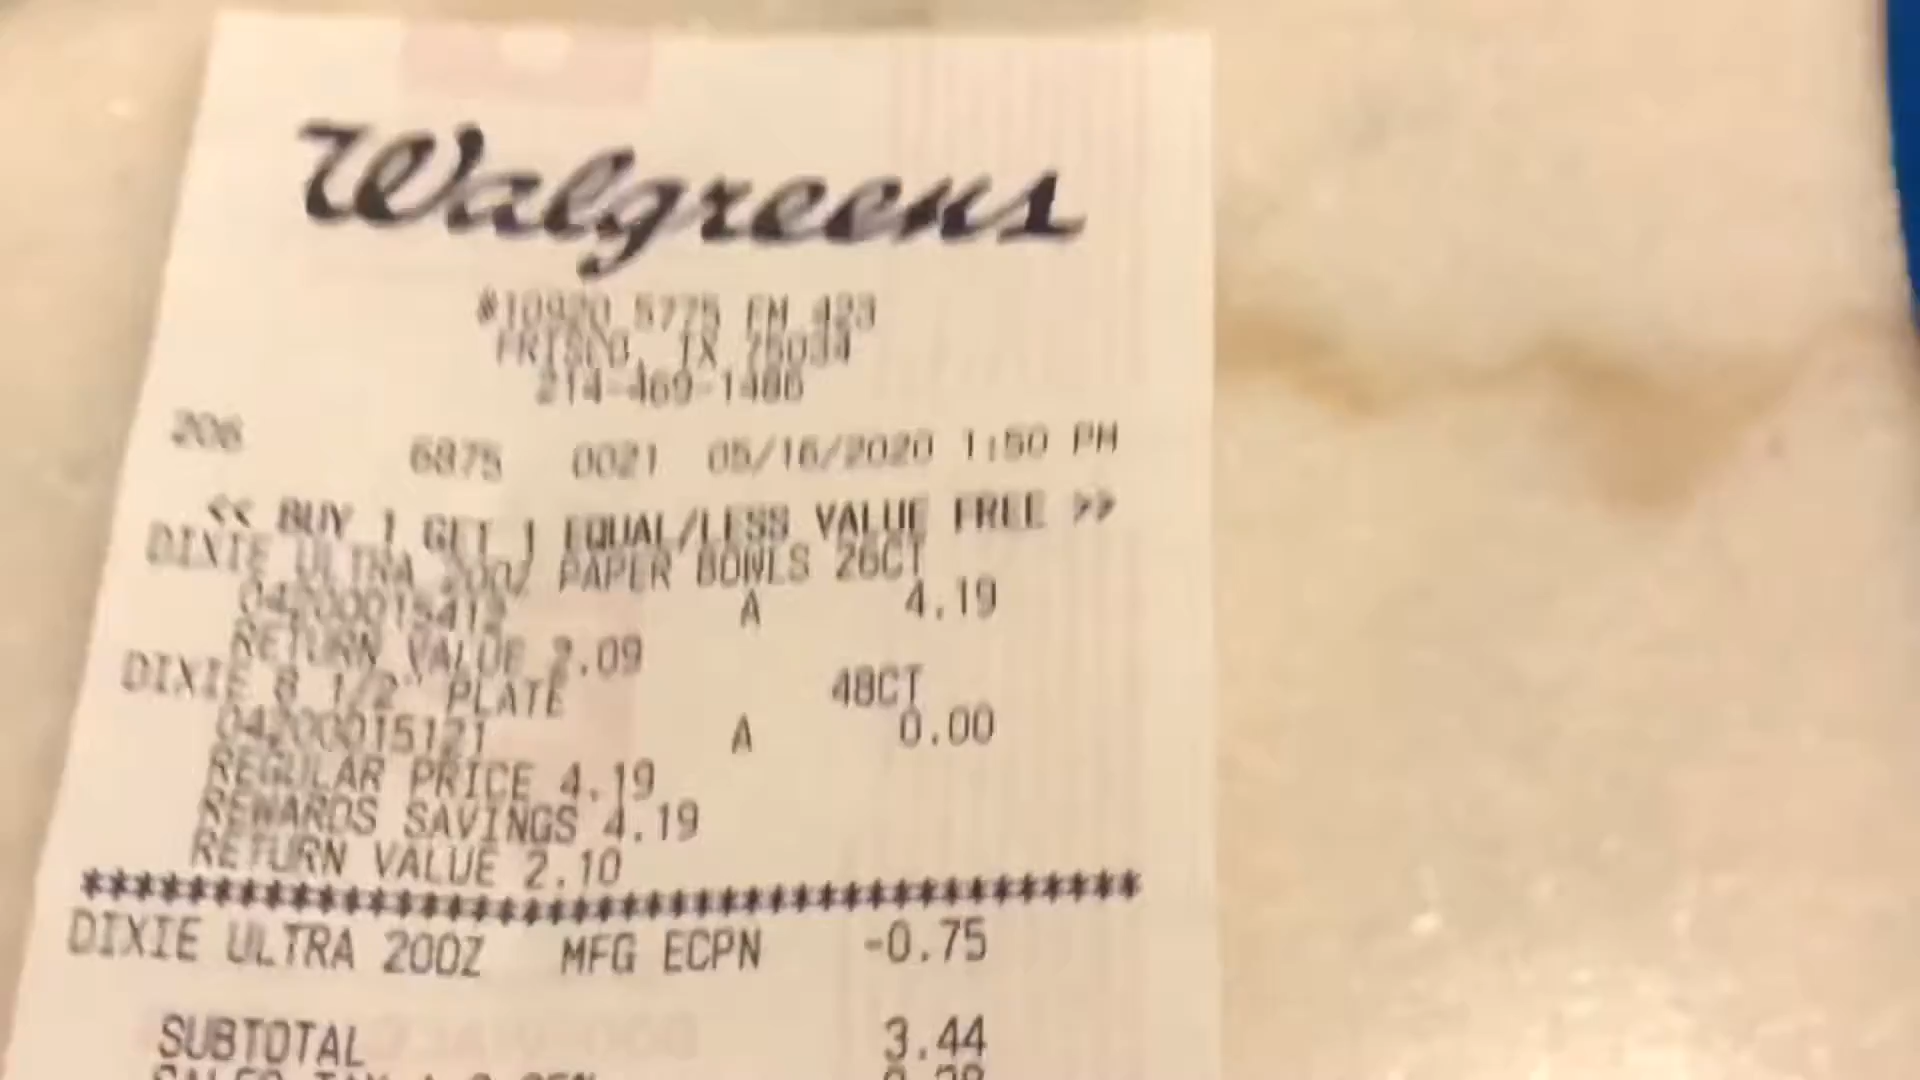 Walgreens
#10920 5775 FM 423
FRISCO, TX 75034
214-469-1486
206 6875 0021 05/16/2020 1:50 PM
<< BUY 1 GET 1 EQUAL/LESS VALUE FREE >>
DIXIE ULTRA 20OZ PAPER BOWLS 26CT
04200015412 A 4.19
RETURN VALUE 2.09
DIXIE 8 1/2" PLATE 48CT
04200015121 A 0.00
REGULAR PRICE 4.19
REWARDS SAVINGS 4.19
RETURN VALUE 2.10
****************************************
DIXIE ULTRA 20OZ MFG ECPN -0.75
SUBTOTAL 3.44